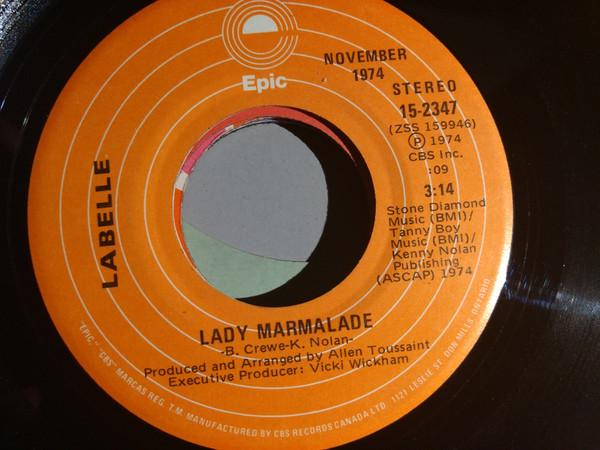 Epic
NOVEMBER
1974
STEREO
15-2347
(ZSS 159946)
Ⓟ 1974
CBS Inc.
:09
3:14
Stone Diamond
Music (BMI)/
Tanny Boy
Music (BMI)/
Kenny Nolan
Publishing
(ASCAP) 1974
LABELLE
LADY MARMALADE
-B. Crewe-K. Nolan-
Produced and Arranged by Allen Toussaint
Executive Producer: Vicki Wickham
"EPIC" – "CBS" MARCAS REG. T.M. MANUFACTURED BY CBS RECORDS CANADA LTD. 1121 LESLIE ST. DON MILLS, ONTARIO